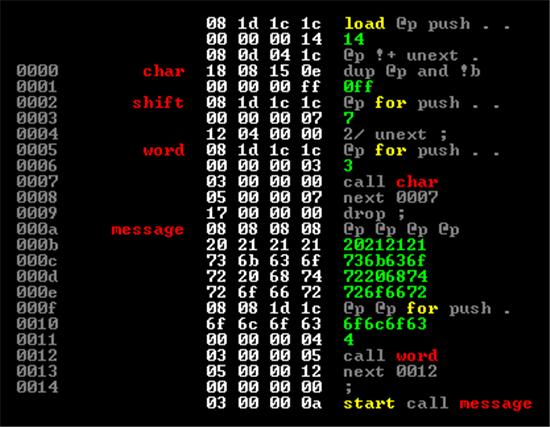 08 1d 1c 1c load @p push . .
00 00 00 14 14
08 0d 04 1c @p !+ unext .
0000 char 18 08 15 0e dup @p and !b
0001 00 00 00 ff 0ff
0002 shift 08 1d 1c 1c @p for push . .
0003 00 00 00 07 7
0004 12 04 00 00 2/ unext ;
0005 word 08 1d 1c 1c @p for push . .
0006 00 00 00 03 3
0007 03 00 00 00 call char
0008 05 00 00 07 next 0007
0009 17 00 00 00 drop ;
000a message 08 08 08 08 @p @p @p @p
000b 20 21 21 21 20212121
000c 73 6b 63 6f 736b636f
000d 72 20 68 74 72206874
000e 72 6f 66 72 726f6672
000f 08 08 1d 1c @p @p for push .
0010 6f 6c 6f 63 6f6c6f63
0011 00 00 00 04 4
0012 03 00 00 05 call word
0013 05 00 00 12 next 0012
0014 00 00 00 00 ;
03 00 00 0a start call message